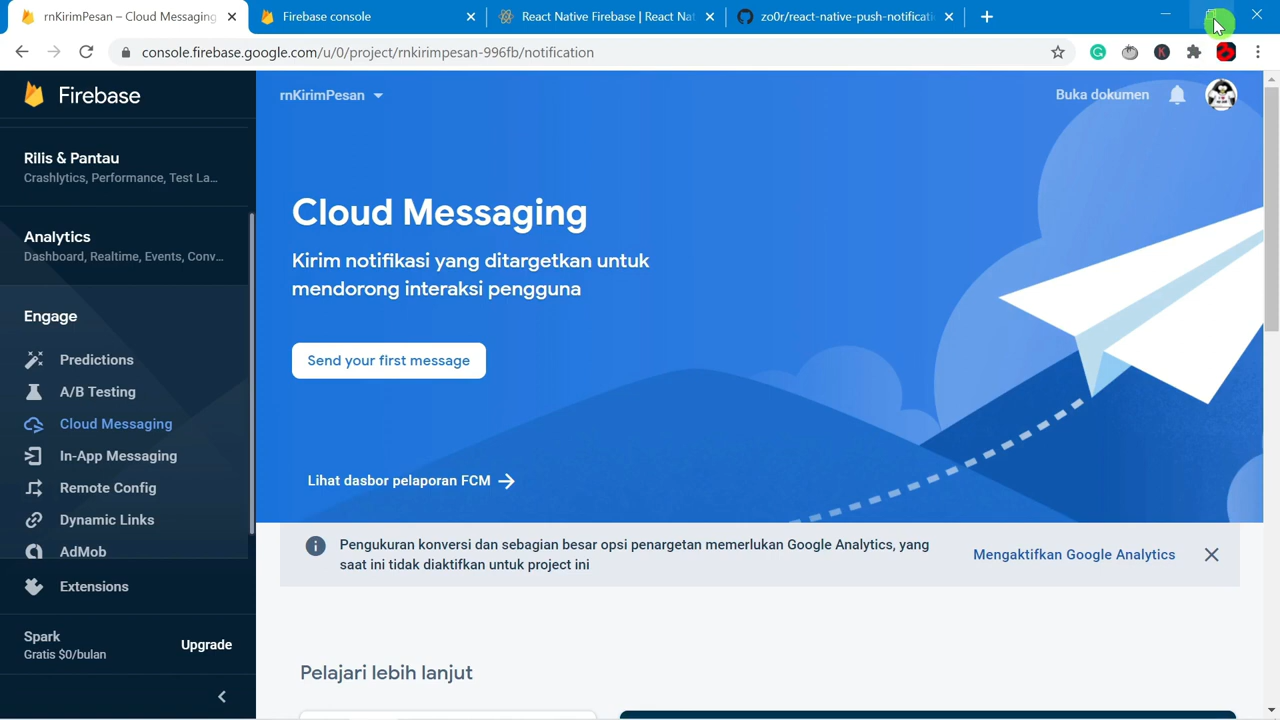 rnKirimPesan – Cloud Messaging
Firebase console
React Native Firebase | React Nat
zo0r/react-native-push-notificati
console.firebase.google.com/u/0/project/rnkirimpesan-996fb/notification
Firebase
rnKirimPesan
Buka dokumen
Rilis & Pantau
Crashlytics, Performance, Test La...
Analytics
Dashboard, Realtime, Events, Conv...
Engage
Predictions
A/B Testing
Cloud Messaging
In-App Messaging
Remote Config
Dynamic Links
AdMob
Extensions
Spark
Gratis $0/bulan
Upgrade
Cloud Messaging
Kirim notifikasi yang ditargetkan untuk
mendorong interaksi pengguna
Send your first message
Lihat dasbor pelaporan FCM
Pengukuran konversi dan sebagian besar opsi penargetan memerlukan Google Analytics, yang
saat ini tidak diaktifkan untuk project ini
Mengaktifkan Google Analytics
Pelajari lebih lanjut